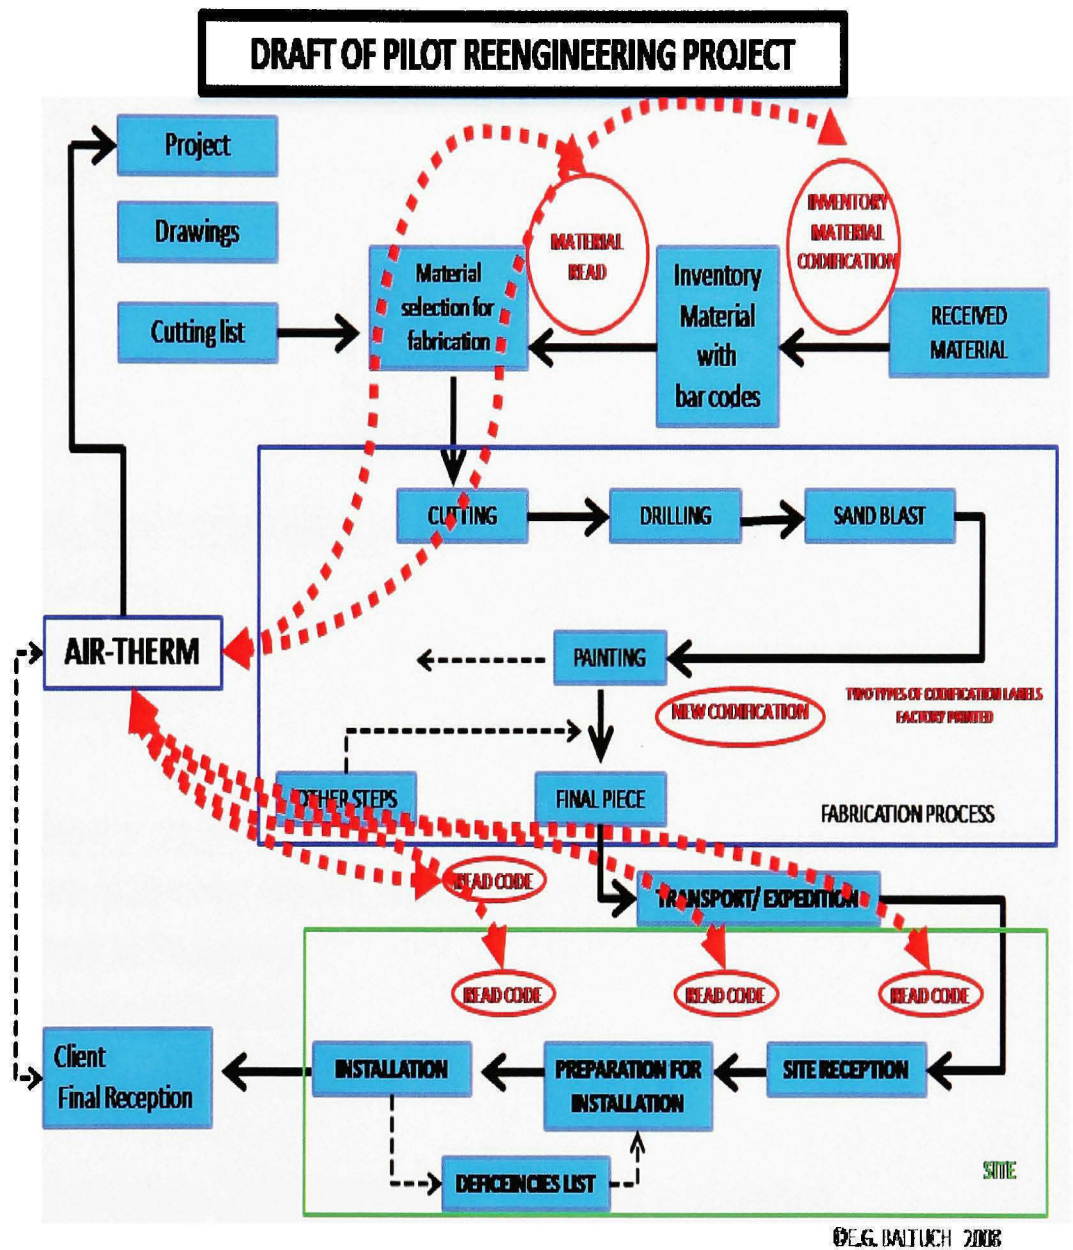 DRAFT OF PILOT REENGINEERING PROJECT
Project
Drawings
Cutting list
Material
selection for
fabrication
MATERIAL
READ
Inventory
Material
with
bar codes
INVENTORY
MATERIAL
CODIFICATION
RECEIVED
MATERIAL
CUTTING
DRILLING
SAND BLAST
AIR-THERM
PAINTING
NEW CODIFICATION
TWO TYPES OF CODIFICATION LABELS
FACTORY PRINTED
OTHER STEPS
FINAL PIECE
FABRICATION PROCESS
READ CODE
TRANSPORT/ EXPEDITION
READ CODE
READ CODE
READ CODE
Client
Final Reception
INSTALLATION
PREPARATION FOR
INSTALLATION
SITE RECEPTION
DEFICEINCIES LIST
SITE
©E.G. BALTUCH 2008